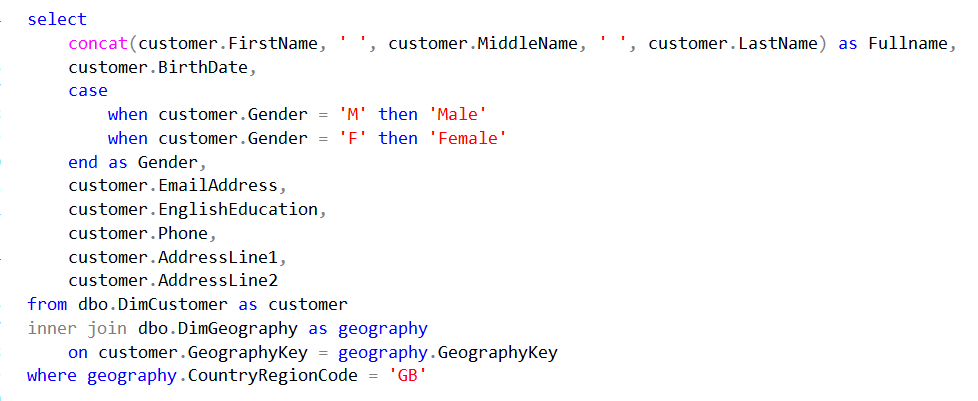 select
concat(customer.FirstName, ' ', customer.MiddleName, ' ', customer.LastName) as Fullname,
customer.BirthDate,
case
when customer.Gender = 'M' then 'Male'
when customer.Gender = 'F' then 'Female'
end as Gender,
customer.EmailAddress,
customer.EnglishEducation,
customer.Phone,
customer.AddressLine1,
customer.AddressLine2
from dbo.DimCustomer as customer
inner join dbo.DimGeography as geography
on customer.GeographyKey = geography.GeographyKey
where geography.CountryRegionCode = 'GB'